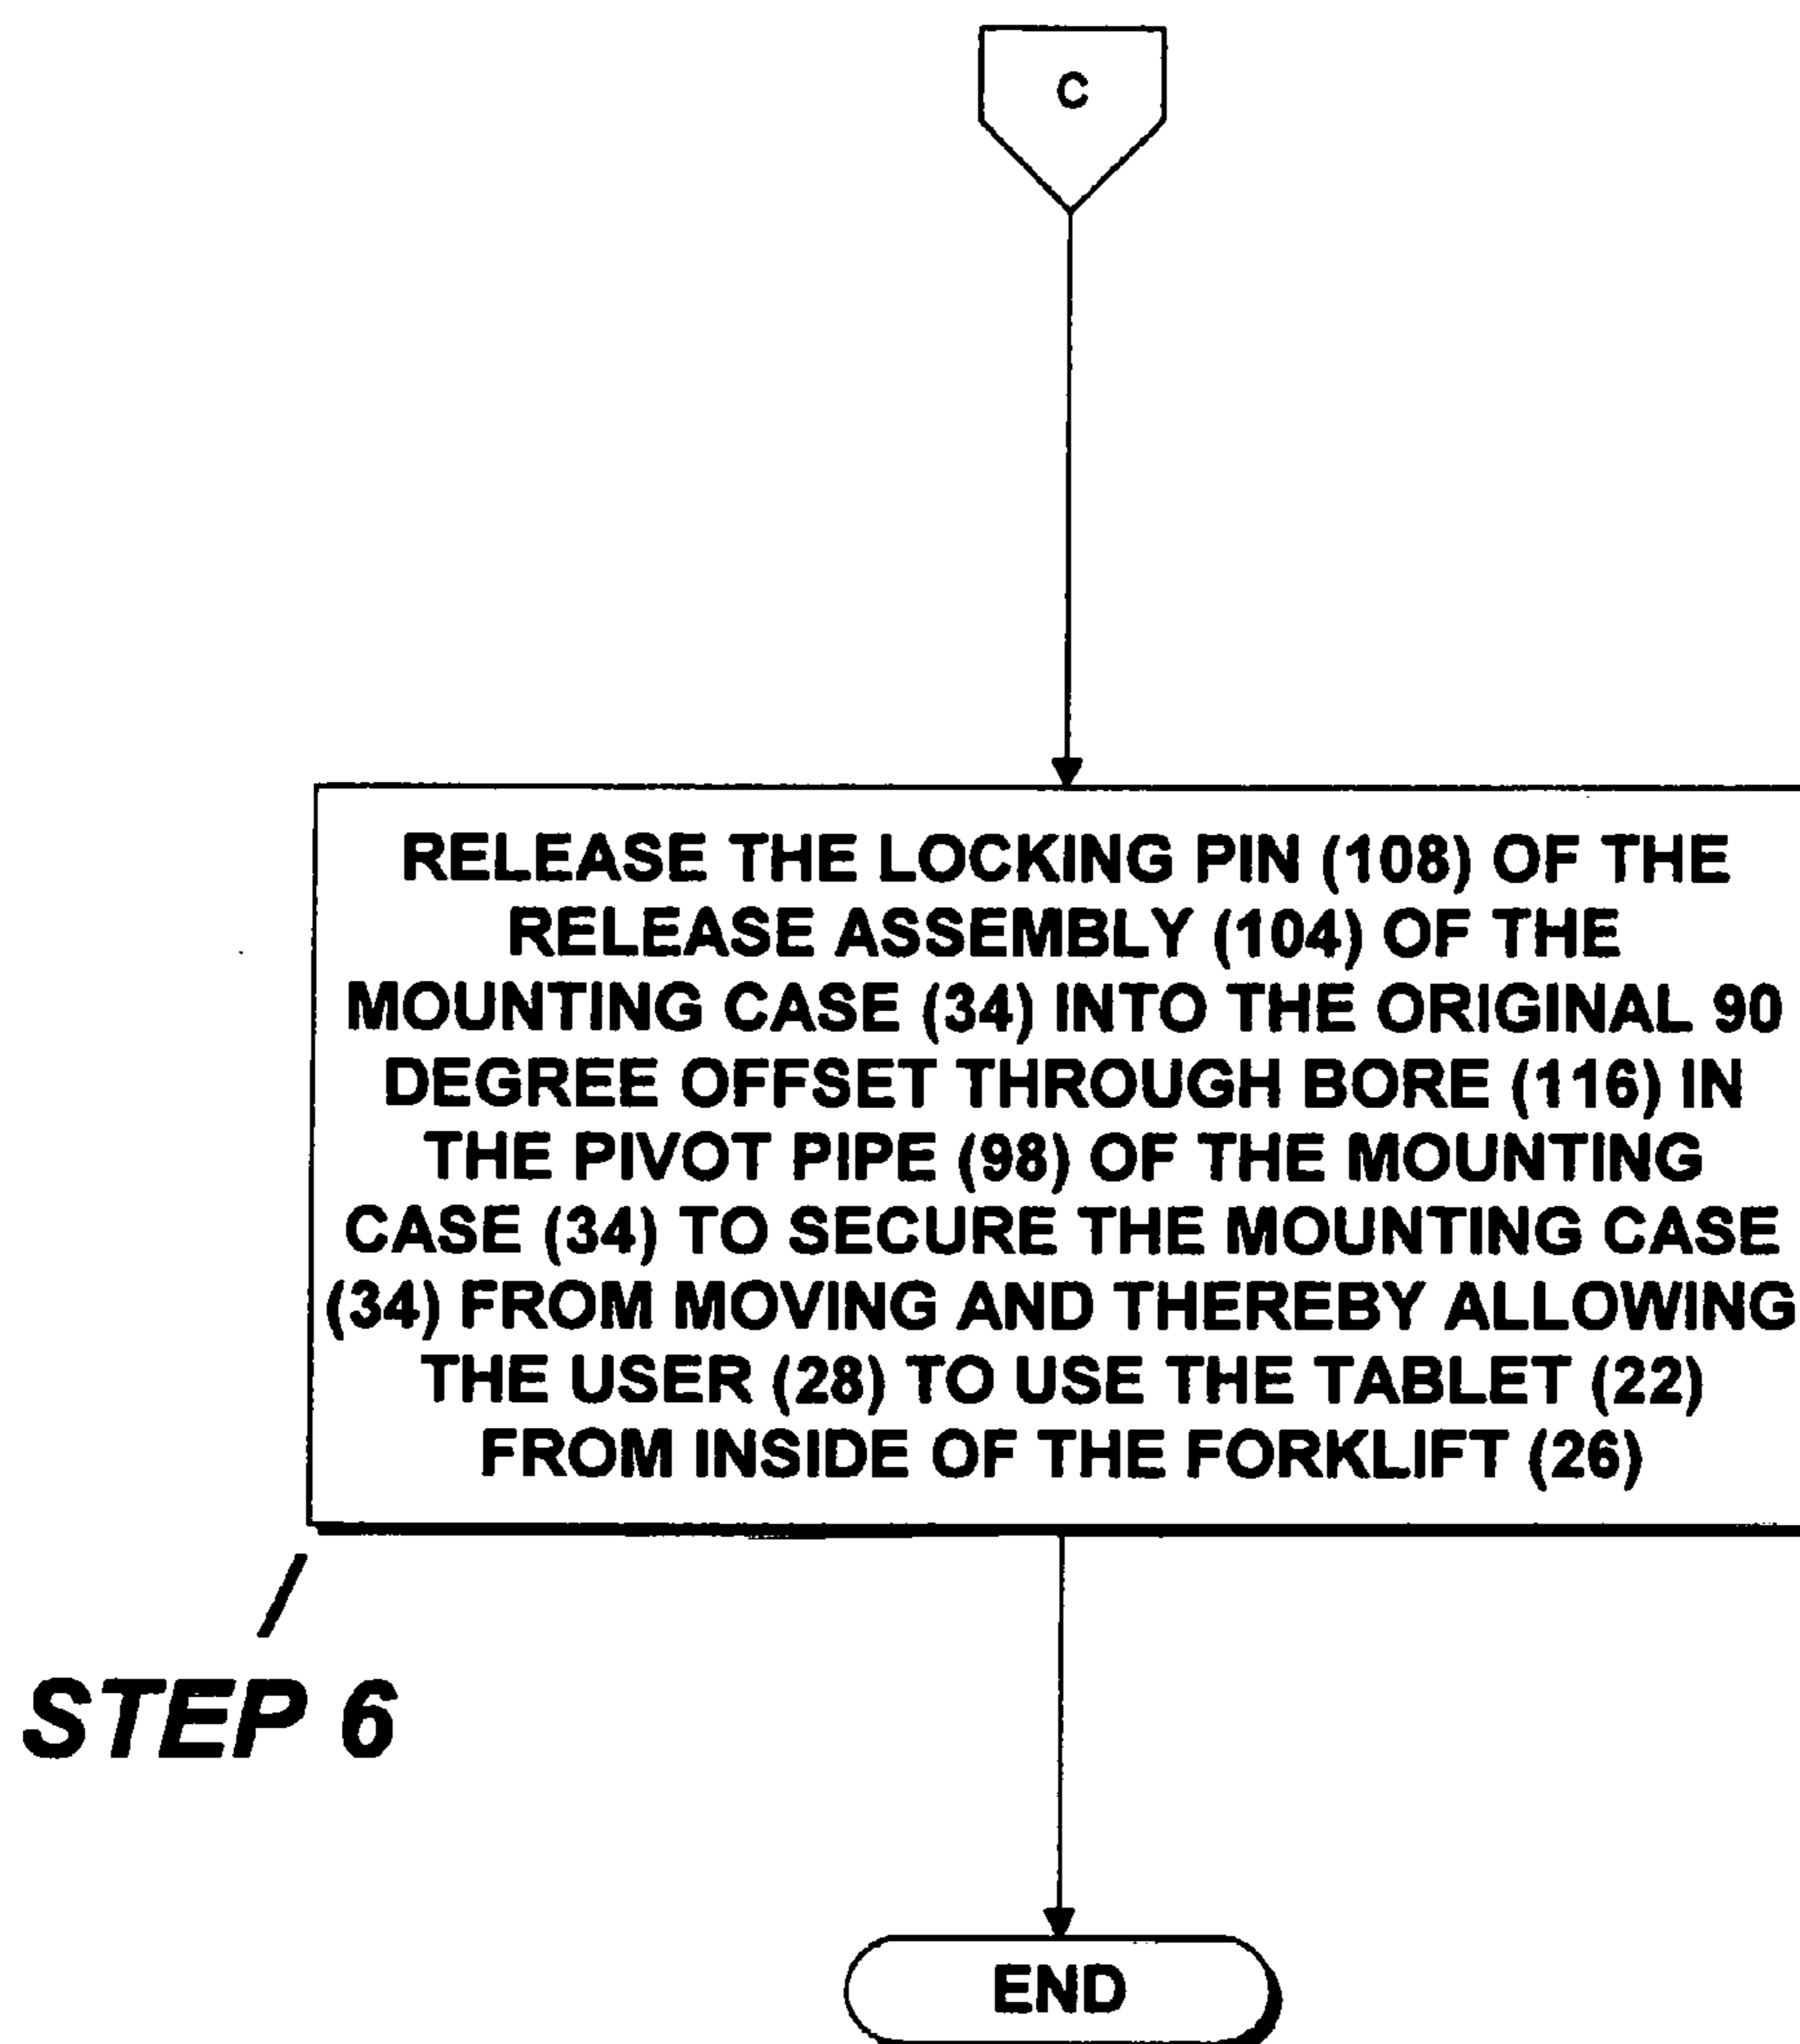 C
RELEASE THE LOCKING PIN (108) OF THE
RELEASE ASSEMBLY (104) OF THE
MOUNTING CASE (34) INTO THE ORIGINAL 90
DEGREE OFFSET THROUGH BORE (116) IN
THE PIVOT PIPE (98) OF THE MOUNTING
CASE (34) TO SECURE THE MOUNTING CASE
(34) FROM MOVING AND THEREBY ALLOWING
THE USER (28) TO USE THE TABLET (22)
FROM INSIDE OF THE FORKLIFT (26)
STEP 6
END